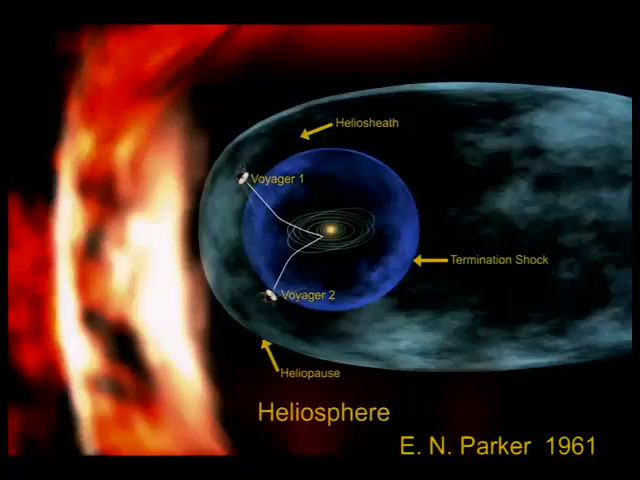 Heliosheath
Voyager 1
Termination Shock
Voyager 2
Heliopause
Heliosphere
E. N. Parker 1961